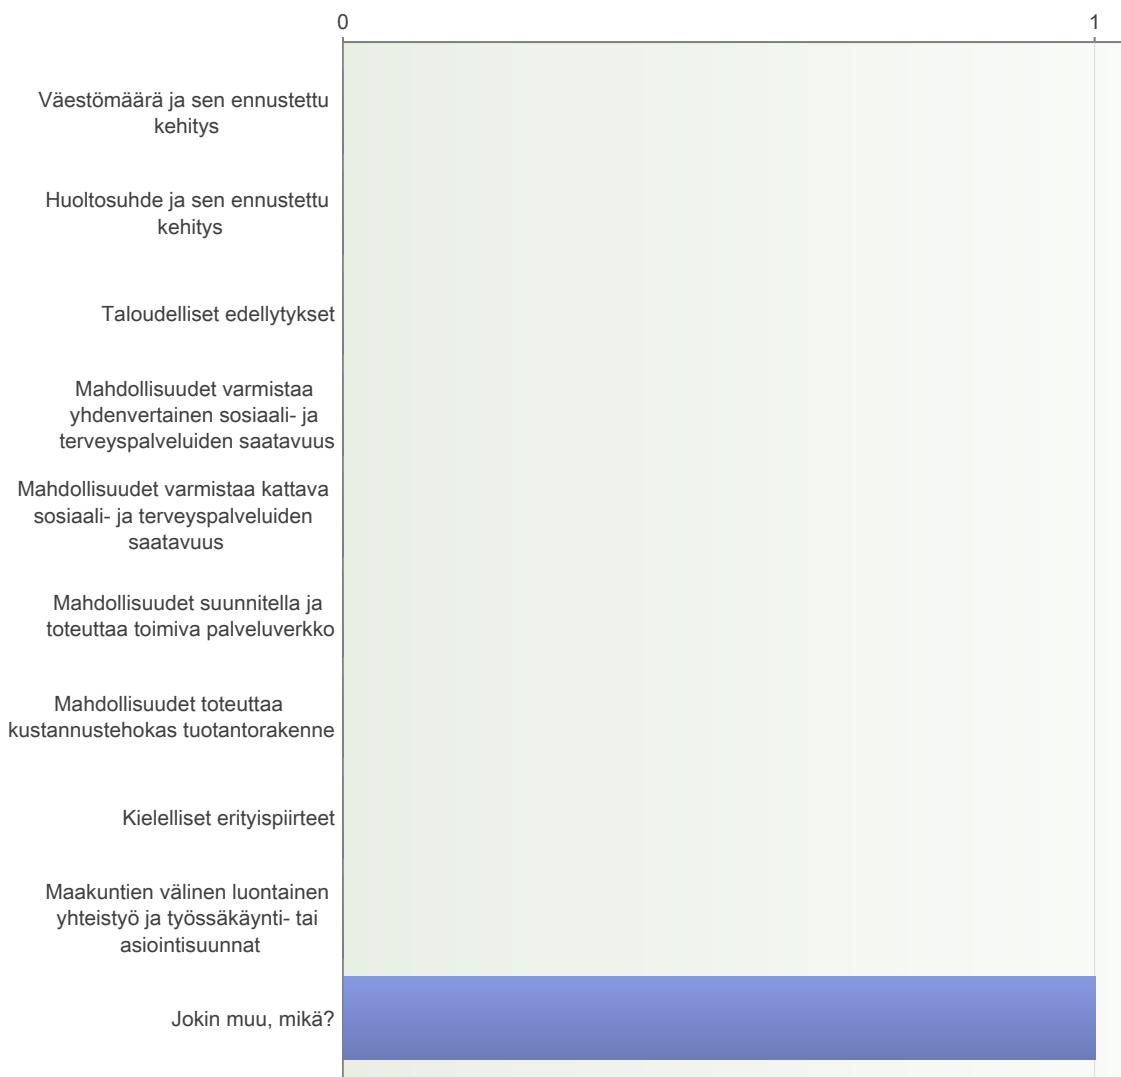 0 1
Väestömäärä ja sen ennustettu
kehitys
Huoltosuhde ja sen ennustettu
kehitys
Taloudelliset edellytykset
Mahdollisuudet varmistaa
yhdenvertainen sosiaali- ja
terveyspalveluiden saatavuus
Mahdollisuudet varmistaa kattava
sosiaali- ja terveyspalveluiden
saatavuus
Mahdollisuudet suunnitella ja
toteuttaa toimiva palveluverkko
Mahdollisuudet toteuttaa
kustannustehokas tuotantorakenne
Kielelliset erityispiirteet
Maakuntien välinen luontainen
yhteistyö ja työssäkäynti- tai
asiointisuunnat
Jokin muu, mikä?